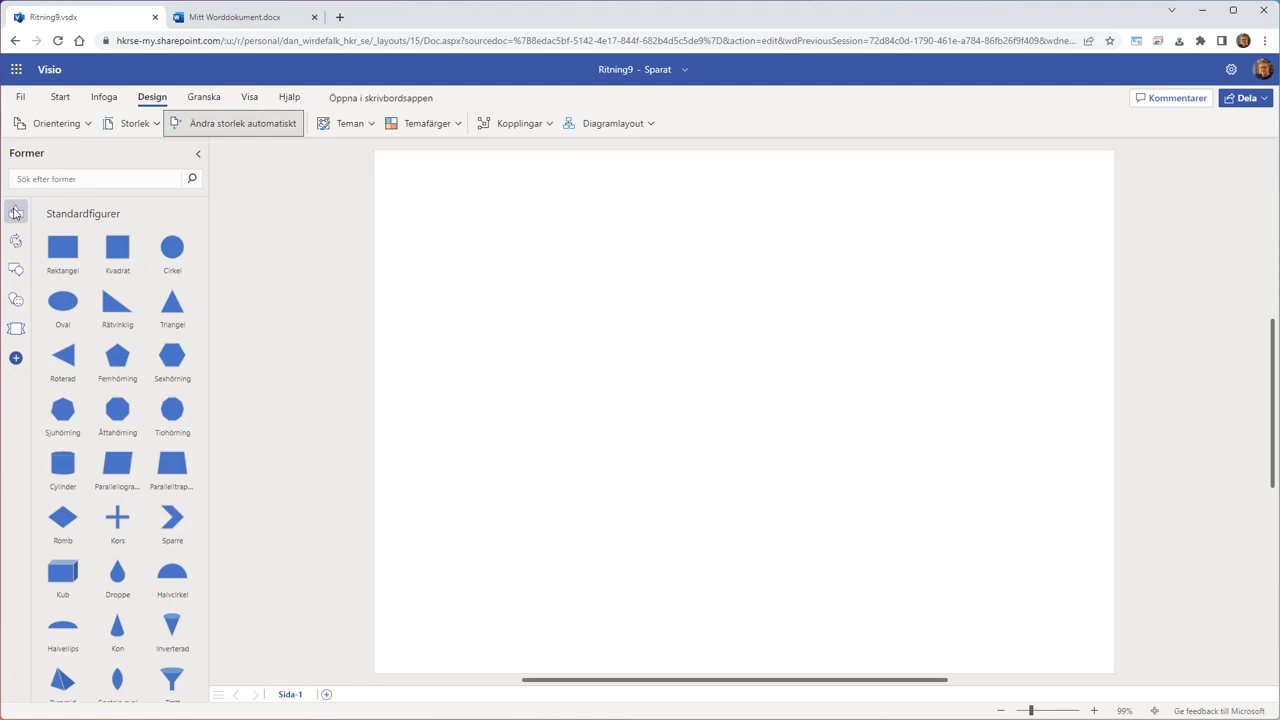 Ritning9.vsdx
Mitt Worddokument.docx
hkrse-my.sharepoint.com/:u:/r/personal/dan_wirdefalk_hkr_se/_layouts/15/Doc.aspx?sourcedoc=%7B8edac5bf-5142-4e17-844f-682b4d5c5de9%7D&action=edit&wdPreviousSession=72d84c0d-1790-461e-a784-86fb26f9f409&wdne...
Visio
Ritning9 - Sparat
Fil Start Infoga Design Granska Visa Hjälp Öppna i skrivbordsappen
Kommentarer
Dela
Orientering Storlek Ändra storlek automatiskt Teman Temafärger Kopplingar Diagramlayout
Former
Sök efter former
Standardfigurer
Rektangel Kvadrat Cirkel
Oval Rätvinklig Triangel
Roterad Femhörning Sexhörning
Sjuhörning Åttahörning Tiohörning
Cylinder Parallellogra... Paralleltrap...
Romb Kors Sparre
Kub Droppe Halvcirkel
Halvellips Kon Inverterad
Sida-1
99%
Ge feedback till Microsoft